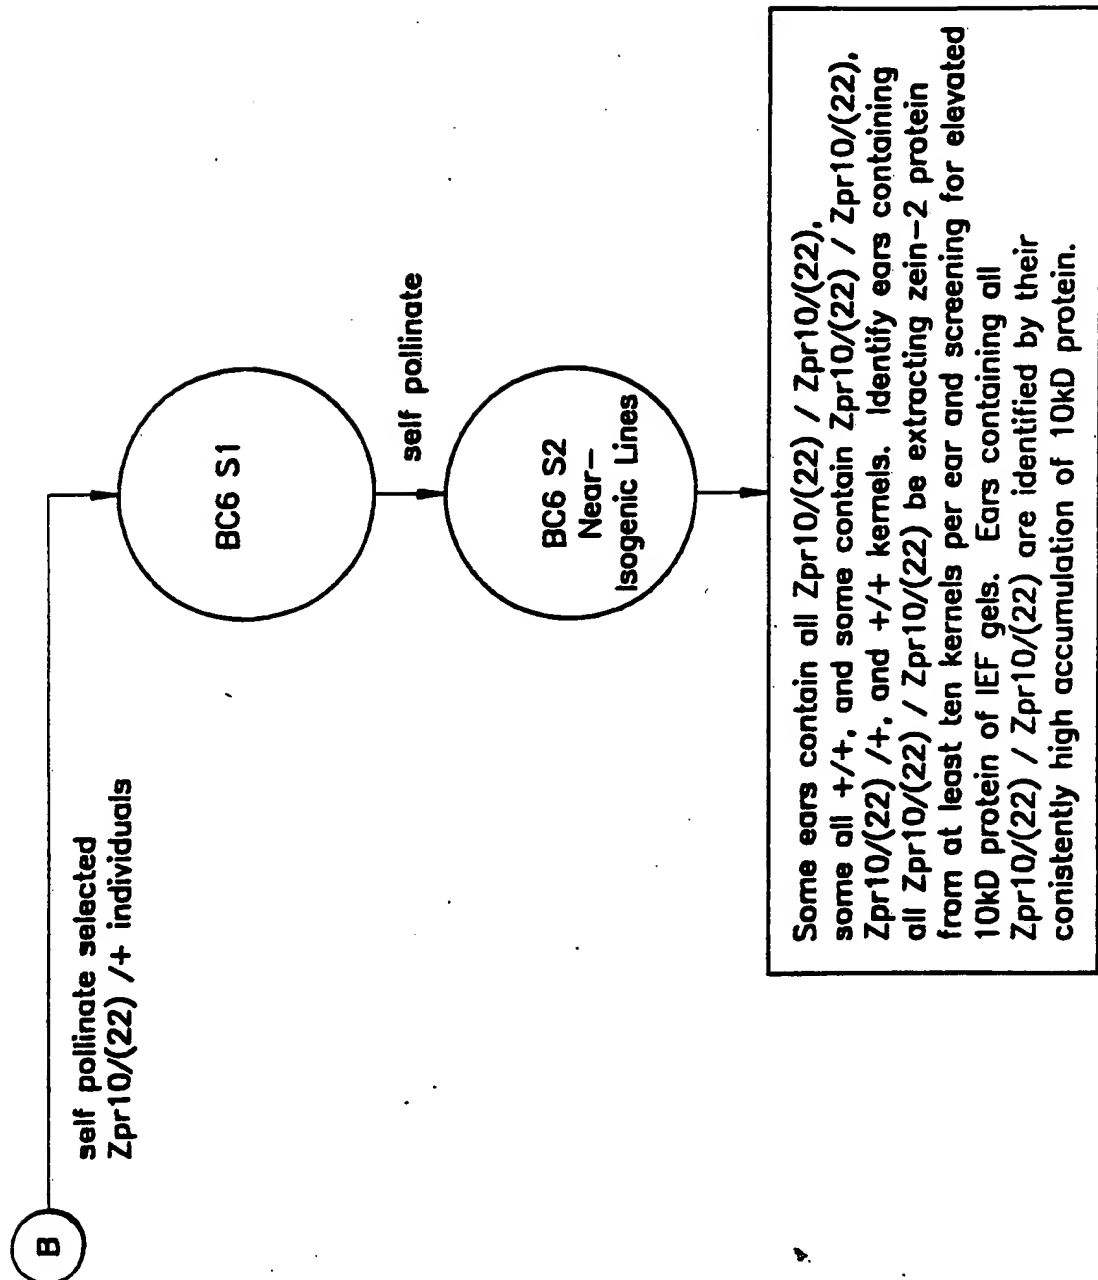 B
self pollinate selected
Zpr10/(22) /+ individuals
BC6 S1
self pollinate
BC6 S2
Near-
Isogenic Lines
Some ears contain all Zpr10/(22) / Zpr10/(22),
some all +/+, and some contain Zpr10/(22) / Zpr10/(22),
Zpr10/(22) /+, and +/+ kernels. Identify ears containing
all Zpr10/(22) / Zpr10/(22) be extracting zein-2 protein
from at least ten kernels per ear and screening for elevated
10kD protein of IEF gels. Ears containing all
Zpr10/(22) / Zpr10/(22) are identified by their
conistently high accumulation of 10kD protein.